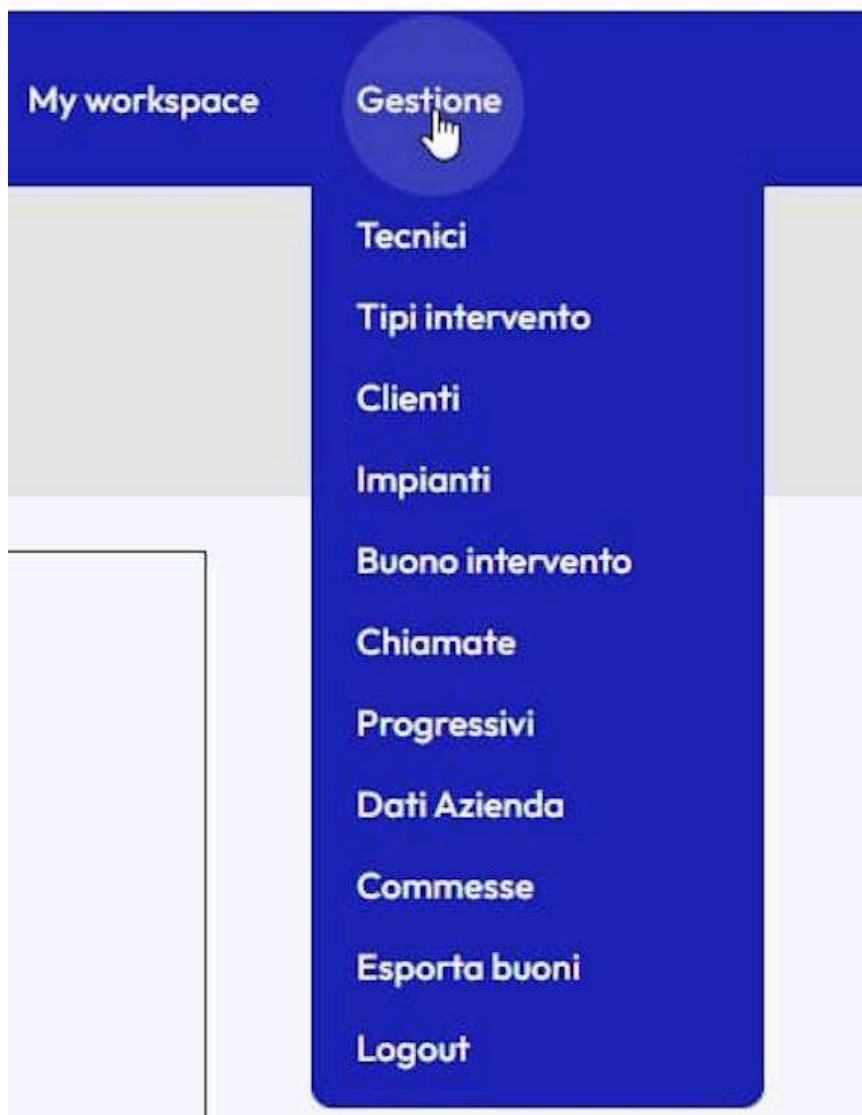 My workspace Gestione
Tecnici
Tipi intervento
Clienti
Impianti
Buono intervento
Chiamate
Progressivi
Dati Azienda
Commesse
Esporta buoni
Logout